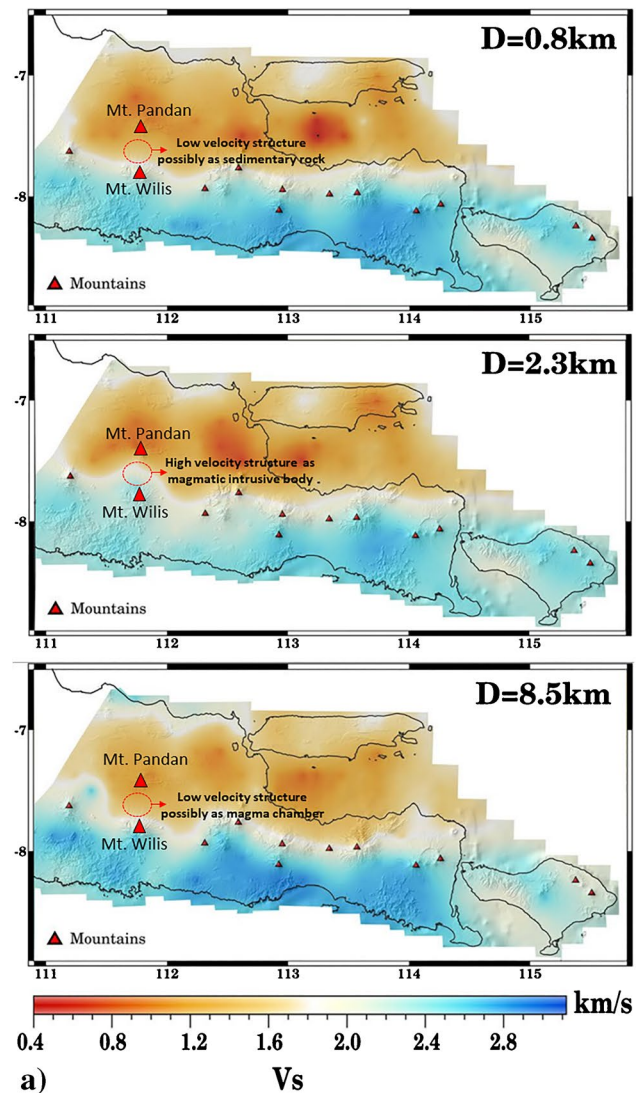 D=0.8km
-7
Mt. Pandan
Low velocity structure
possibly as sedimentary rock
Mt. Wilis
-8
Mountains
111 112 113 114 115
D=2.3km
-7
Mt. Pandan
High velocity structure as
magmatic intrusive body .
Mt. Wilis
-8
Mountains
111 112 113 114 115
D=8.5km
-7
Mt. Pandan
Low velocity structure
possibly as magma chamber
Mt. Wilis
-8
Mountains
111 112 113 114 115
km/s
0.4 0.8 1.2 1.6 2.0 2.4 2.8
a) Vs